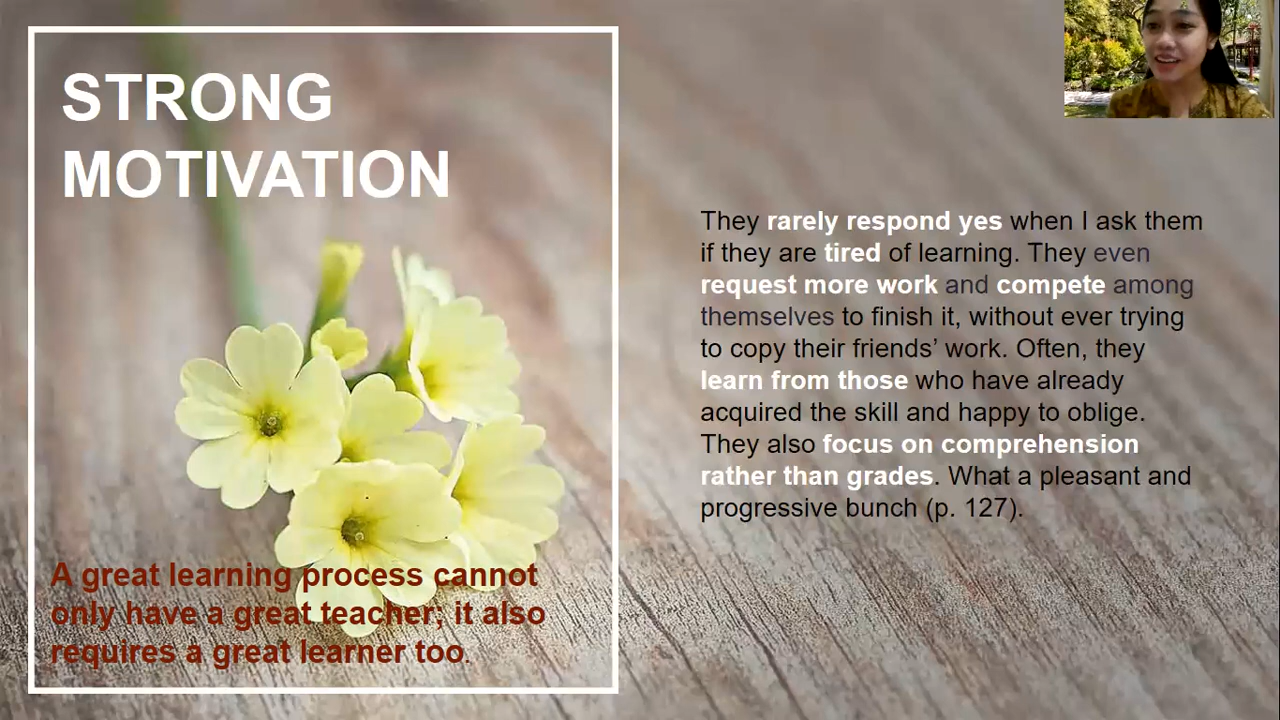 STRONG
MOTIVATION
A great learning process cannot
only have a great teacher; it also
requires a great learner too.
They rarely respond yes when I ask them
if they are tired of learning. They even
request more work and compete among
themselves to finish it, without ever trying
to copy their friends’ work. Often, they
learn from those who have already
acquired the skill and happy to oblige.
They also focus on comprehension
rather than grades. What a pleasant and
progressive bunch (p. 127).